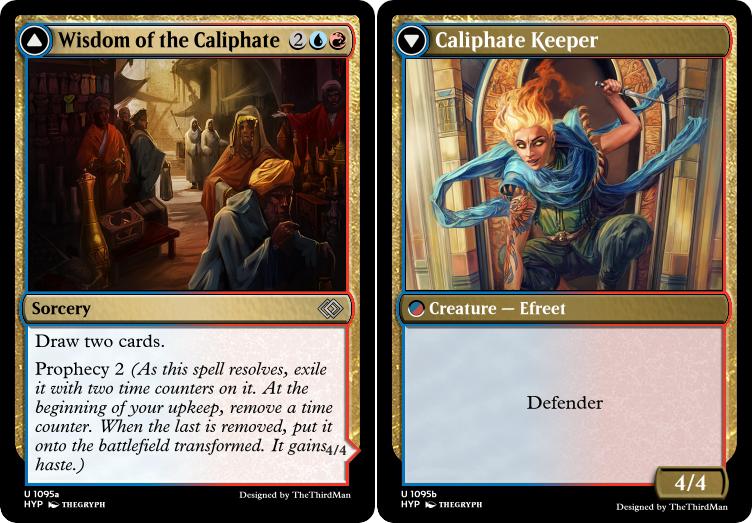 Wisdom of the Caliphate 2
Sorcery
Draw two cards.
Prophecy 2 (As this spell resolves, exile
it with two time counters on it. At the
beginning of your upkeep, remove a time
counter. When the last is removed, put it
onto the battlefield transformed. It gains
haste.)
4/4
U 1095a
HYP THEGRYPH
Designed by TheThirdMan
Caliphate Keeper
Creature — Efreet
Defender
4/4
U 1095b
HYP THEGRYPH
Designed by TheThirdMan